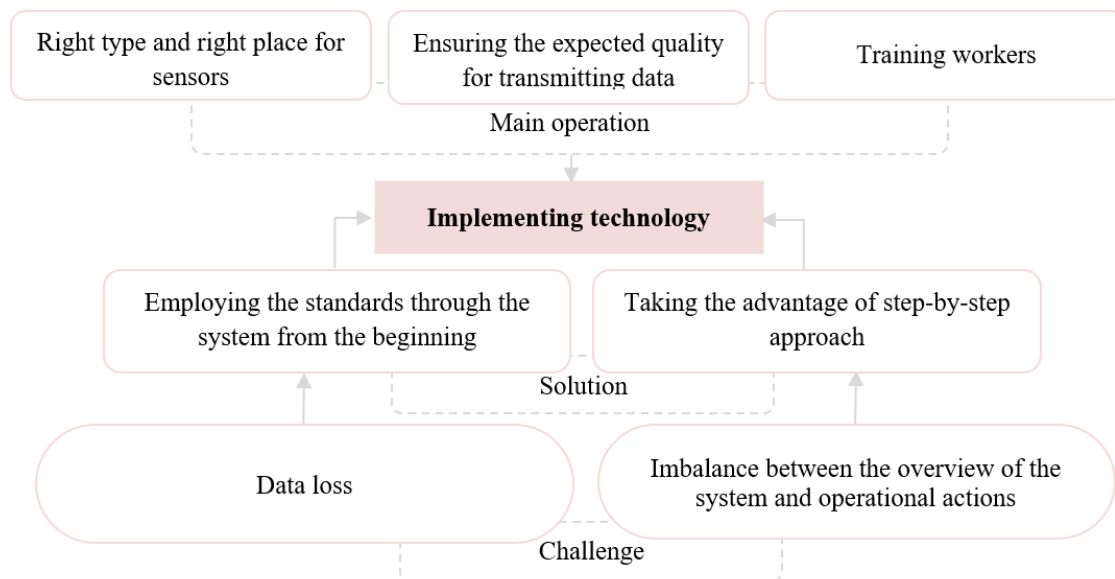 Right type and right place for
sensors
Ensuring the expected quality
for transmitting data
Training workers
Main operation
Implementing technology
Employing the standards through the
system from the beginning
Taking the advantage of step-by-step
approach
Solution
Data loss
Imbalance between the overview of the
system and operational actions
Challenge